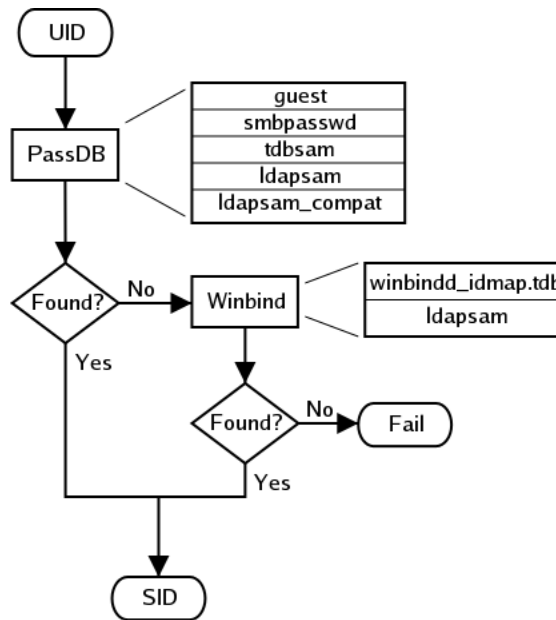 UID
PassDB
guest
smbpasswd
tdbsam
ldapsam
ldapsam_compat
Found?
No
Winbind
winbindd_idmap.tdb
ldapsam
Yes
Found?
No
Fail
Yes
SID